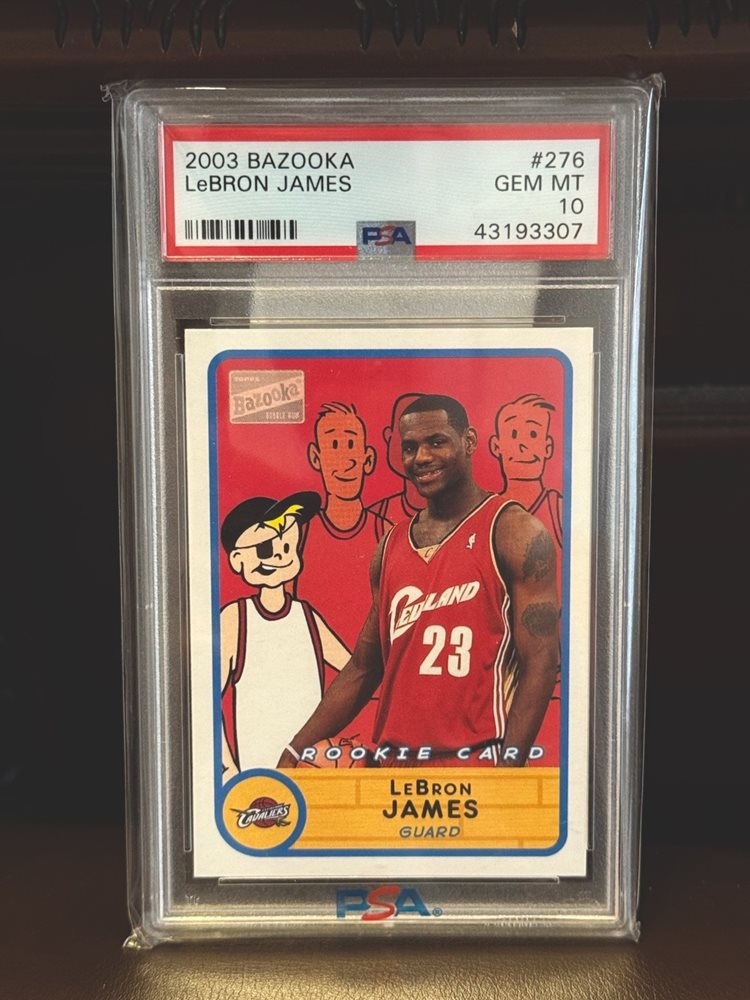 2003 BAZOOKA #276
LeBRON JAMES GEM MT
10
PSA 43193307
TOPPS
Bazooka
BUBBLE GUM
C
CLEVELAND
23
ROOKIE CARD
LEBRON
JAMES
CAVALIERS
GUARD
PSA®